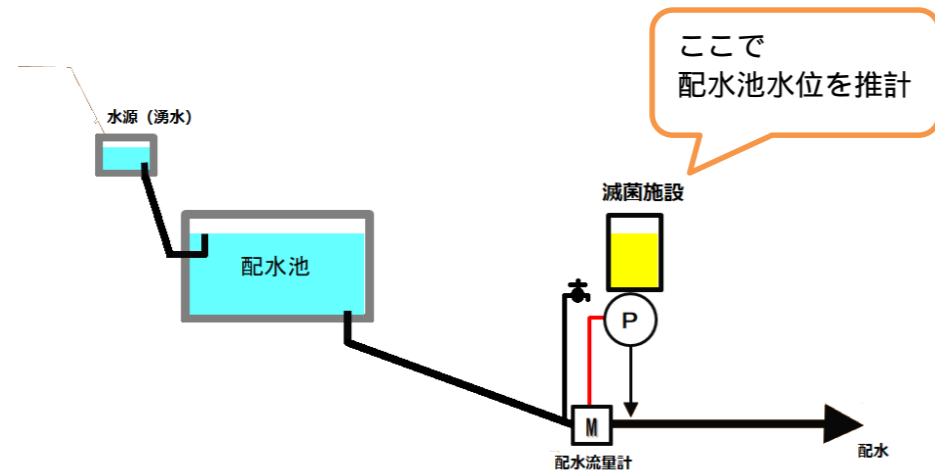 ここで
配水池水位を推計
水源（湧水）
滅菌施設
配水池
P
M
配水流量計
配水